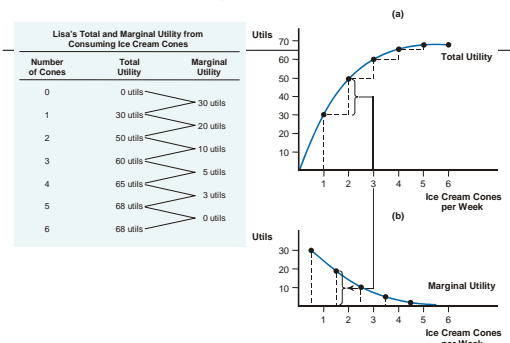 Lisa's Total and Marginal Utility from
Consuming Ice Cream Cones
Number
of Cones
Total
Utility
Marginal
Utility
0 0 utils
30 utils
1 30 utils
20 utils
2 50 utils
10 utils
3 60 utils
5 utils
4 65 utils
3 utils
5 68 utils
0 utils
6 68 utils
(a)
Utils
70
60
50
40
30
20
10
Total Utility
1 2 3 4 5 6
Ice Cream Cones
per Week
(b)
Utils
30
20
10
Marginal Utility
1 2 3 4 5 6
Ice Cream Cones
per Week